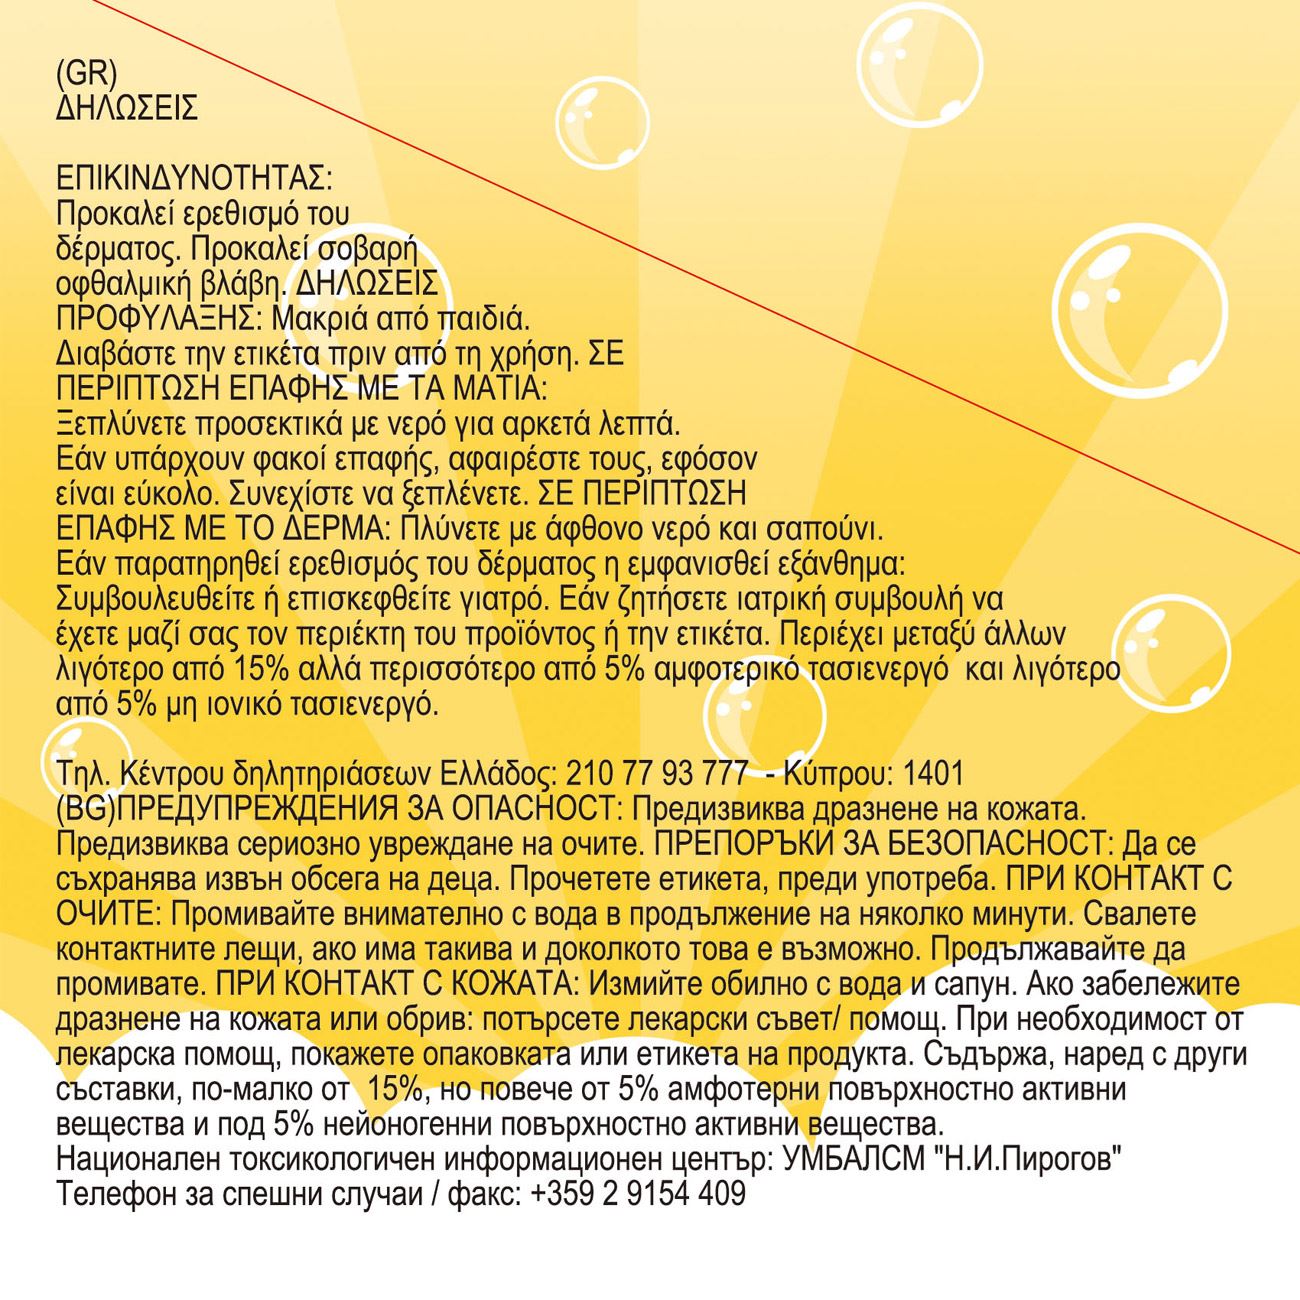 (GR)
ΔΗΛΩΣΕΙΣ
ΕΠΙΚΙΝΔΥΝΟΤΗΤΑΣ:
Προκαλεί ερεθισμό του
δέρματος. Προκαλεί σοβαρή
οφθαλμική βλάβη. ΔΗΛΩΣΕΙΣ
ΠΡΟΦΥΛΑΞΗΣ: Μακριά από παιδιά.
Διαβάστε την ετικέτα πριν από τη χρήση. ΣΕ
ΠΕΡΙΠΤΩΣΗ ΕΠΑΦΗΣ ΜΕ ΤΑ ΜΑΤΙΑ:
Ξεπλύνετε προσεκτικά με νερό για αρκετά λεπτά.
Εάν υπάρχουν φακοί επαφής, αφαιρέστε τους, εφόσον
είναι εύκολο. Συνεχίστε να ξεπλένετε. ΣΕ ΠΕΡΙΠΤΩΣΗ
ΕΠΑΦΗΣ ΜΕ ΤΟ ΔΕΡΜΑ: Πλύνετε με άφθονο νερό και σαπούνι.
Εάν παρατηρηθεί ερεθισμός του δέρματος η εμφανισθεί εξάνθημα:
Συμβουλευθείτε ή επισκεφθείτε γιατρό. Εάν ζητήσετε ιατρική συμβουλή να
έχετε μαζί σας τον περιέκτη του προϊόντος ή την ετικέτα. Περιέχει μεταξύ άλλων
λιγότερο από 15% αλλά περισσότερο από 5% αμφοτερικό τασιενεργό  και λιγότερο
από 5% μη ιονικό τασιενεργό.
Τηλ. Κέντρου δηλητηριάσεων Ελλάδος: 210 77 93 777  - Κύπρου: 1401
(BG)ПРЕДУПРЕЖДЕНИЯ ЗА ОПАСНОСТ: Предизвиква дразнене на кожата.
Предизвиква сериозно увреждане на очите. ПРЕПОРЪКИ ЗА БЕЗОПАСНОСТ: Да се
съхранява извън обсега на деца. Прочетете етикета, преди употреба. ПРИ КОНТАКТ С
ОЧИТЕ: Промивайте внимателно с вода в продължение на няколко минути. Свалете
контактните лещи, ако има такива и доколкото това е възможно. Продължавайте да
промивате. ПРИ КОНТАКТ С КОЖАТА: Измийте обилно с вода и сапун. Ако забележите
дразнене на кожата или обрив: потърсете лекарски съвет/ помощ. При необходимост от
лекарска помощ, покажете опаковката или етикета на продукта. Съдържа, наред с други
съставки, по-малко от  15%, но повече от 5% амфотерни повърхностно активни
вещества и под 5% нейоногенни повърхностно активни вещества.
Национален токсикологичен информационен център: УМБАЛСМ "Н.И.Пирогов"
Телефон за спешни случаи / факс: +359 2 9154 409